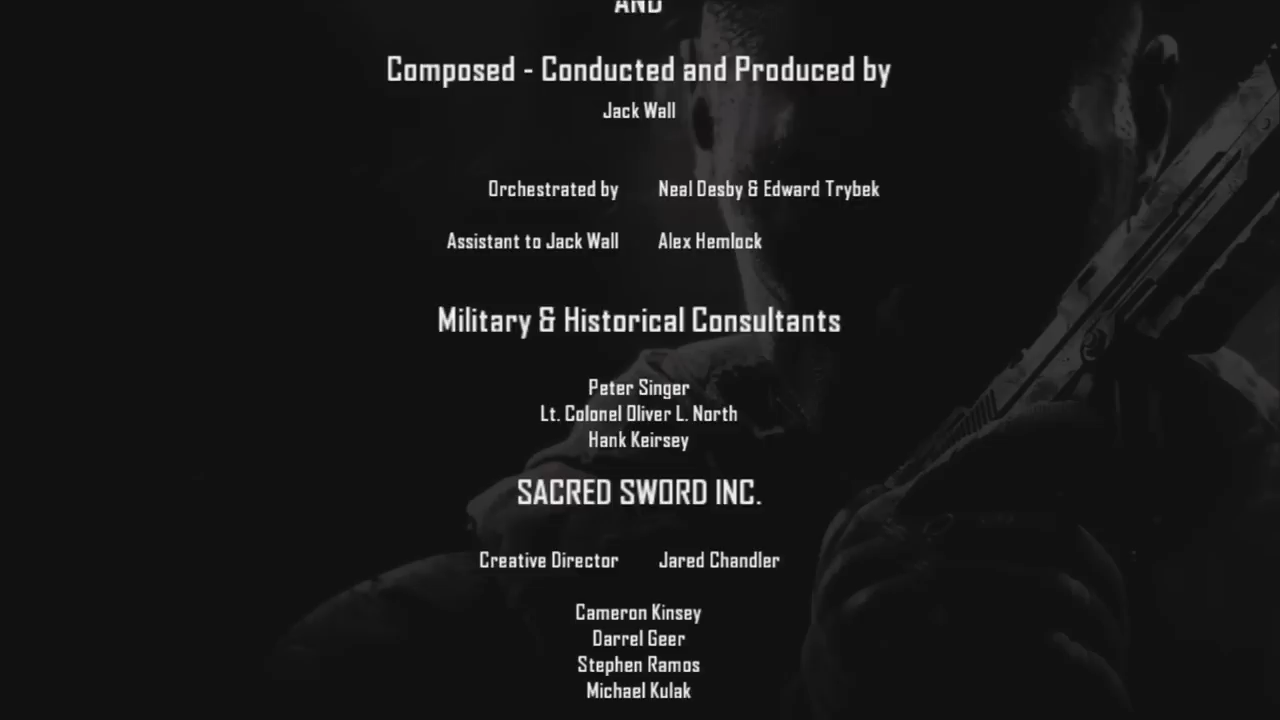 AND
Composed - Conducted and Produced by
Jack Wall
Orchestrated by Neal Desby & Edward Trybek
Assistant to Jack Wall Alex Hemlock
Military & Historical Consultants
Peter Singer
Lt. Colonel Oliver L. North
Hank Keirsey
SACRED SWORD INC.
Creative Director Jared Chandler
Cameron Kinsey
Darrel Geer
Stephen Ramos
Michael Kulak